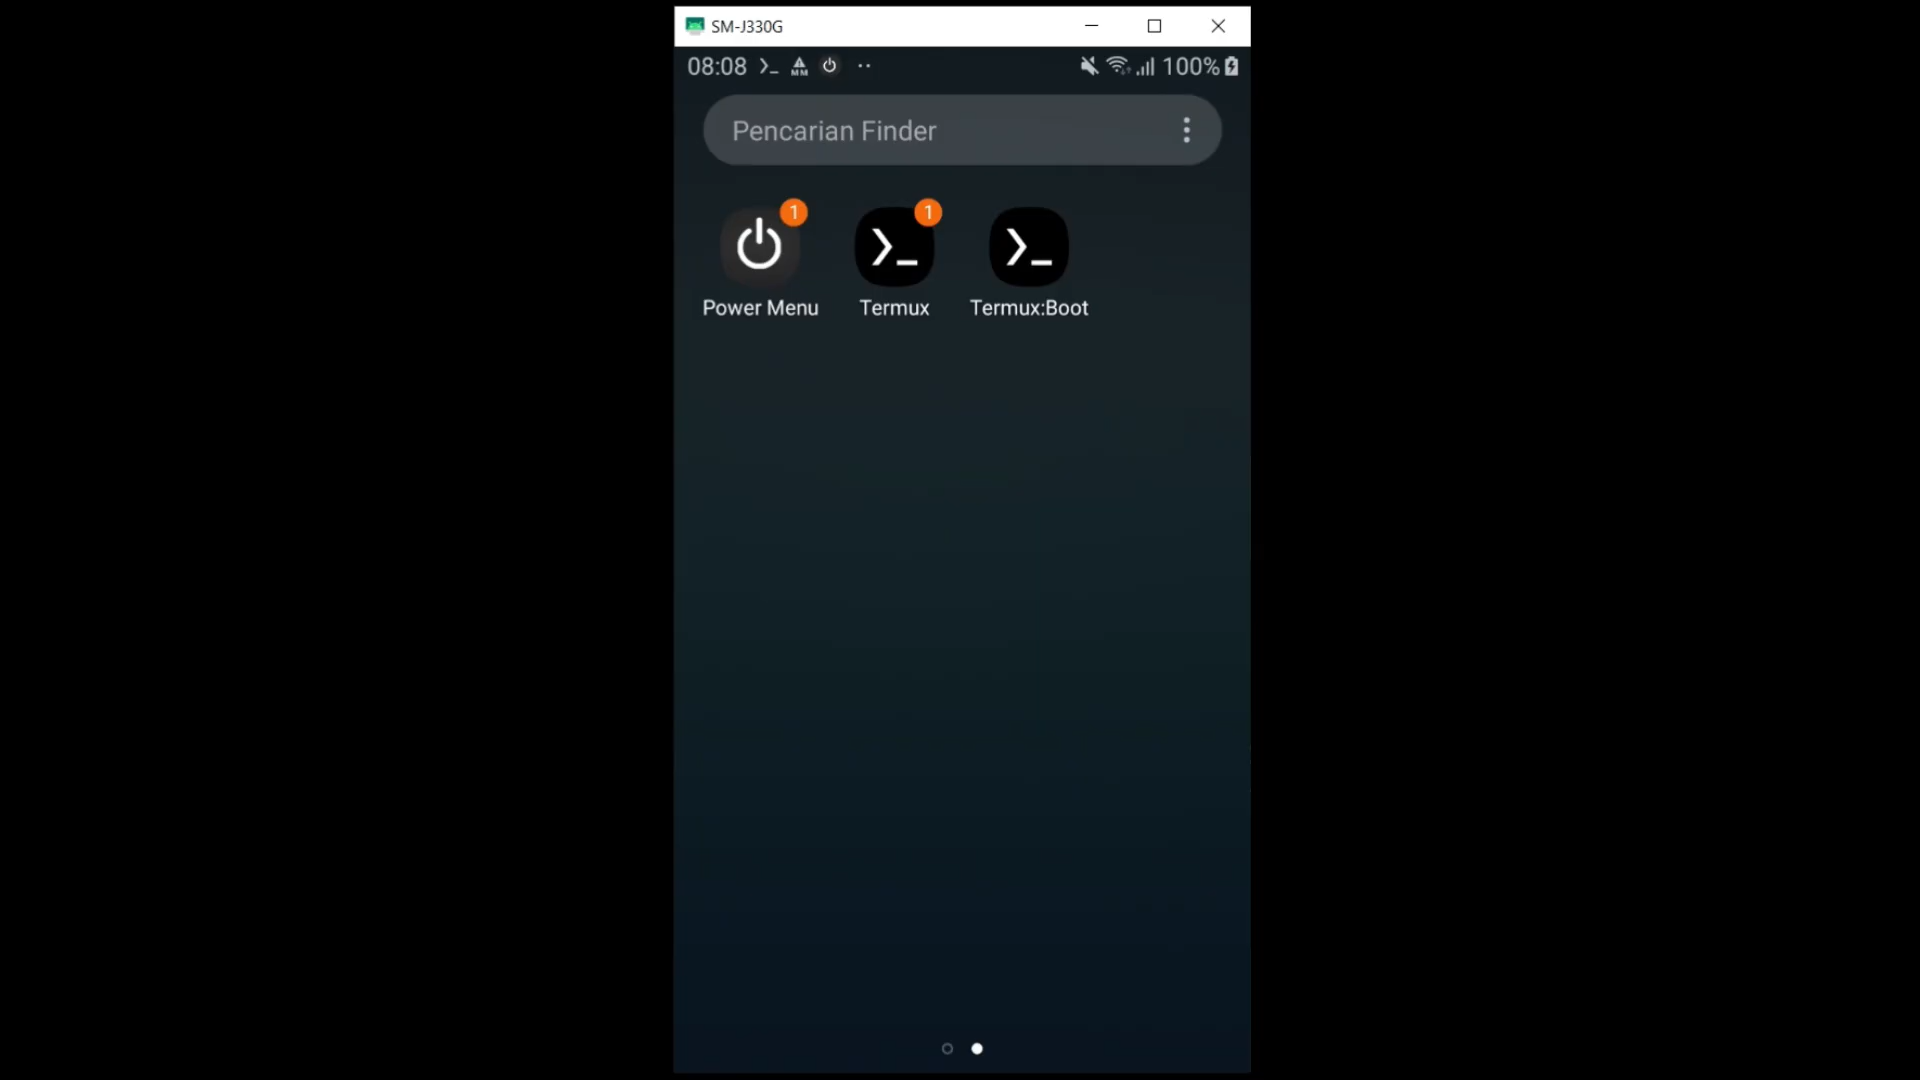 SM-J330G
08:08 100%
Pencarian Finder
1 1
Power Menu Termux Termux:Boot